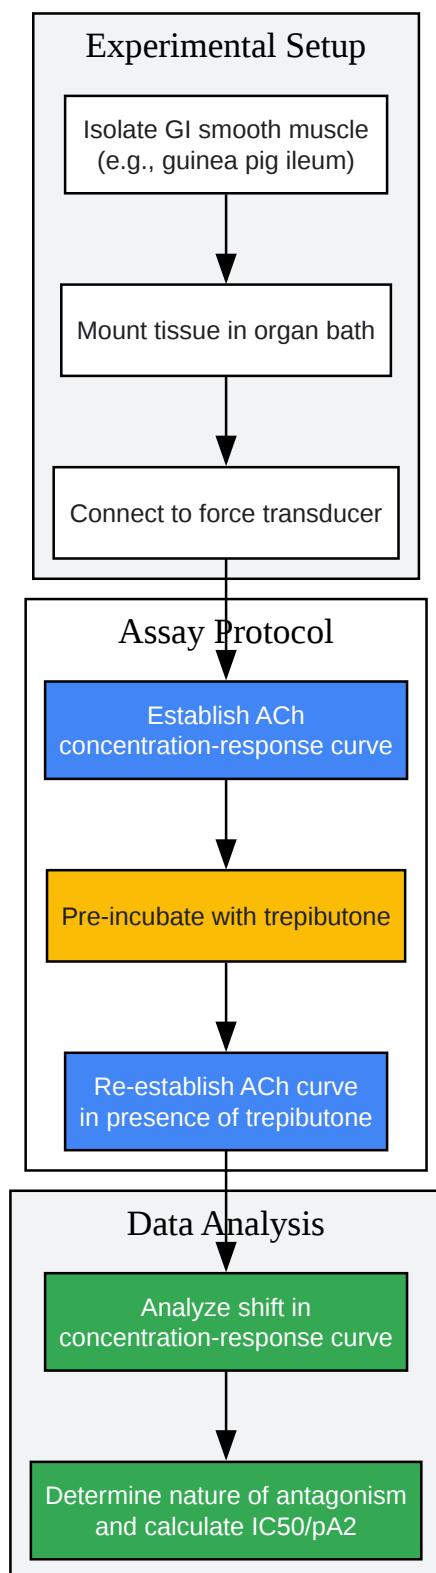 Experimental Setup
Isolate GI smooth muscle
(e.g., guinea pig ileum)
Mount tissue in organ bath
Connect to force transducer
Assay Protocol
Establish ACh
concentration-response curve
Pre-incubate with trepibutone
Re-establish ACh curve
in presence of trepibutone
Data Analysis
Analyze shift in
concentration-response curve
Determine nature of antagonism
and calculate IC50/pA2